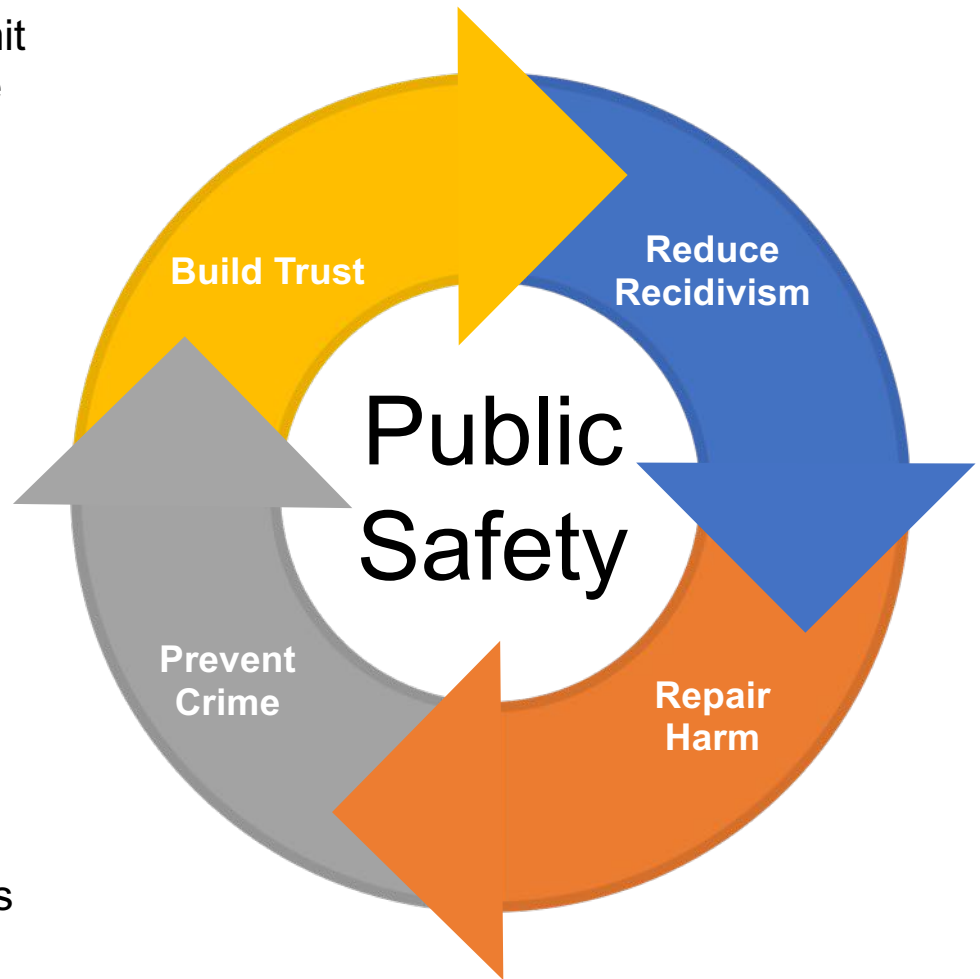 Build Trust
Reduce
Recidivism
Public
Safety
Prevent
Crime
Repair
Harm